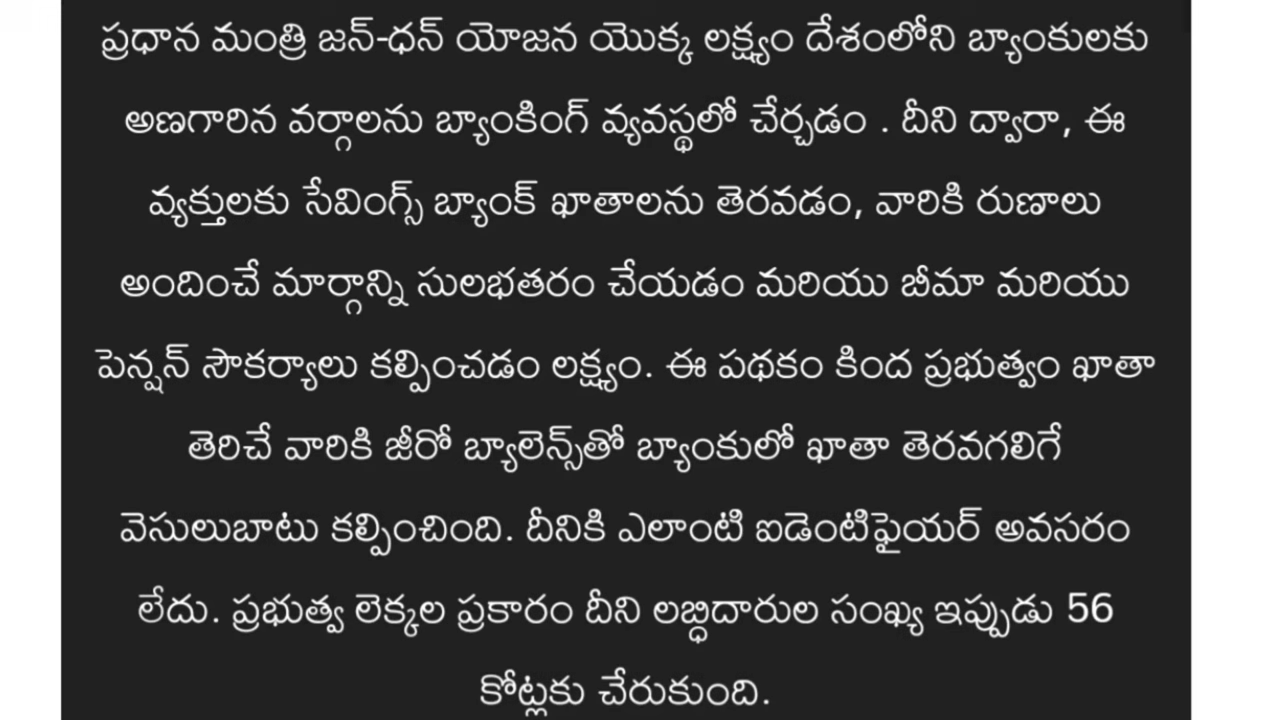 ప్రధాన మంత్రి జన్-ధన్ యోజన యొక్క లక్ష్యం దేశంలోని బ్యాంకులకు
అణగారిన వర్గాలను బ్యాంకింగ్ వ్యవస్థలో చేర్చడం . దీని ద్వారా, ఈ
వ్యక్తులకు సేవింగ్స్ బ్యాంక్ ఖాతాలను తెరవడం, వారికి రుణాలు
అందించే మార్గాన్ని సులభతరం చేయడం మరియు బీమా మరియు
పెన్షన్ సౌకర్యాలు కల్పించడం లక్ష్యం. ఈ పథకం కింద ప్రభుత్వం ఖాతా
తెరిచే వారికి జీరో బ్యాలెన్స్‌తో బ్యాంకులో ఖాతా తెరవగలిగే
వెసులుబాటు కల్పించింది. దీనికి ఎలాంటి ఐడెంటిఫైయర్ అవసరం
లేదు. ప్రభుత్వ లెక్కల ప్రకారం దీని లబ్ధిదారుల సంఖ్య ఇప్పుడు 56
కోట్లకు చేరుకుంది.